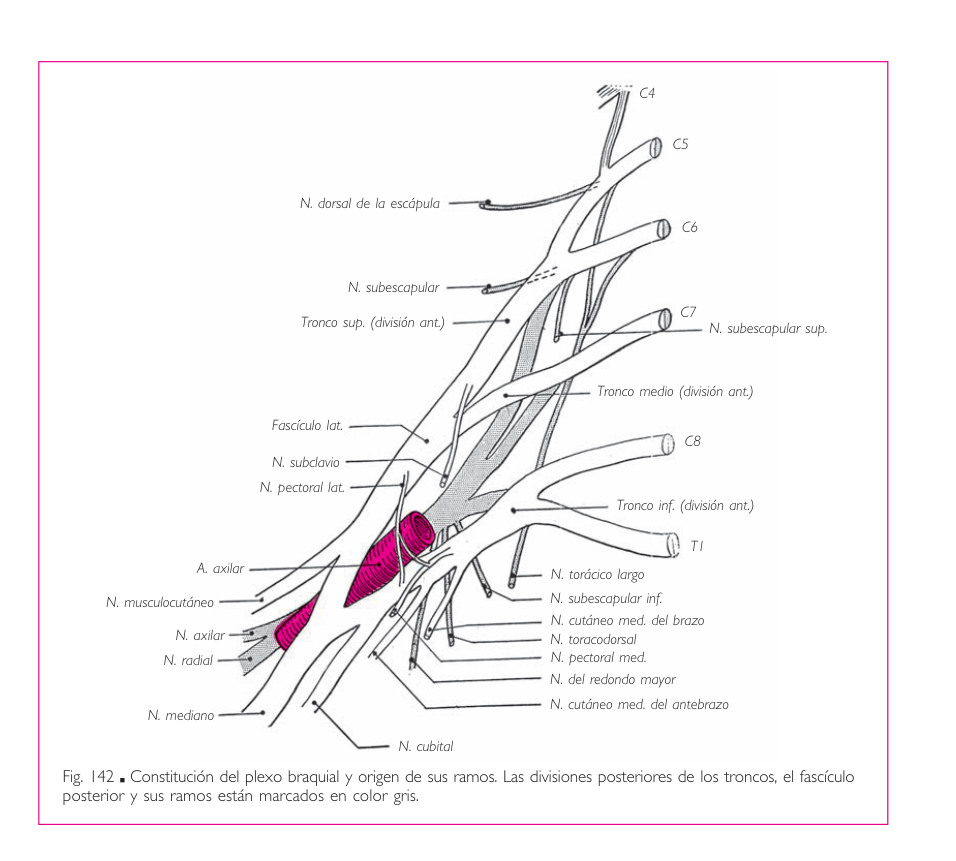 C4
C5
N. dorsal de la escápula
C6
N. subescapular
C7
Tronco sup. (división ant.)
N. subescapular sup.
Tronco medio (división ant.)
Fascículo lat.
C8
N. subclavio
N. pectoral lat.
Tronco inf. (división ant.)
T1
A. axilar
N. torácico largo
N. musculocutáneo
N. subescapular inf.
N. cutáneo med. del brazo
N. axilar
N. toracodorsal
N. radial
N. pectoral med.
N. del redondo mayor
N. cutáneo med. del antebrazo
N. mediano
N. cubital
Fig. 142 ■ Constitución del plexo braquial y origen de sus ramos. Las divisiones posteriores de los troncos, el fascículo
posterior y sus ramos están marcados en color gris.